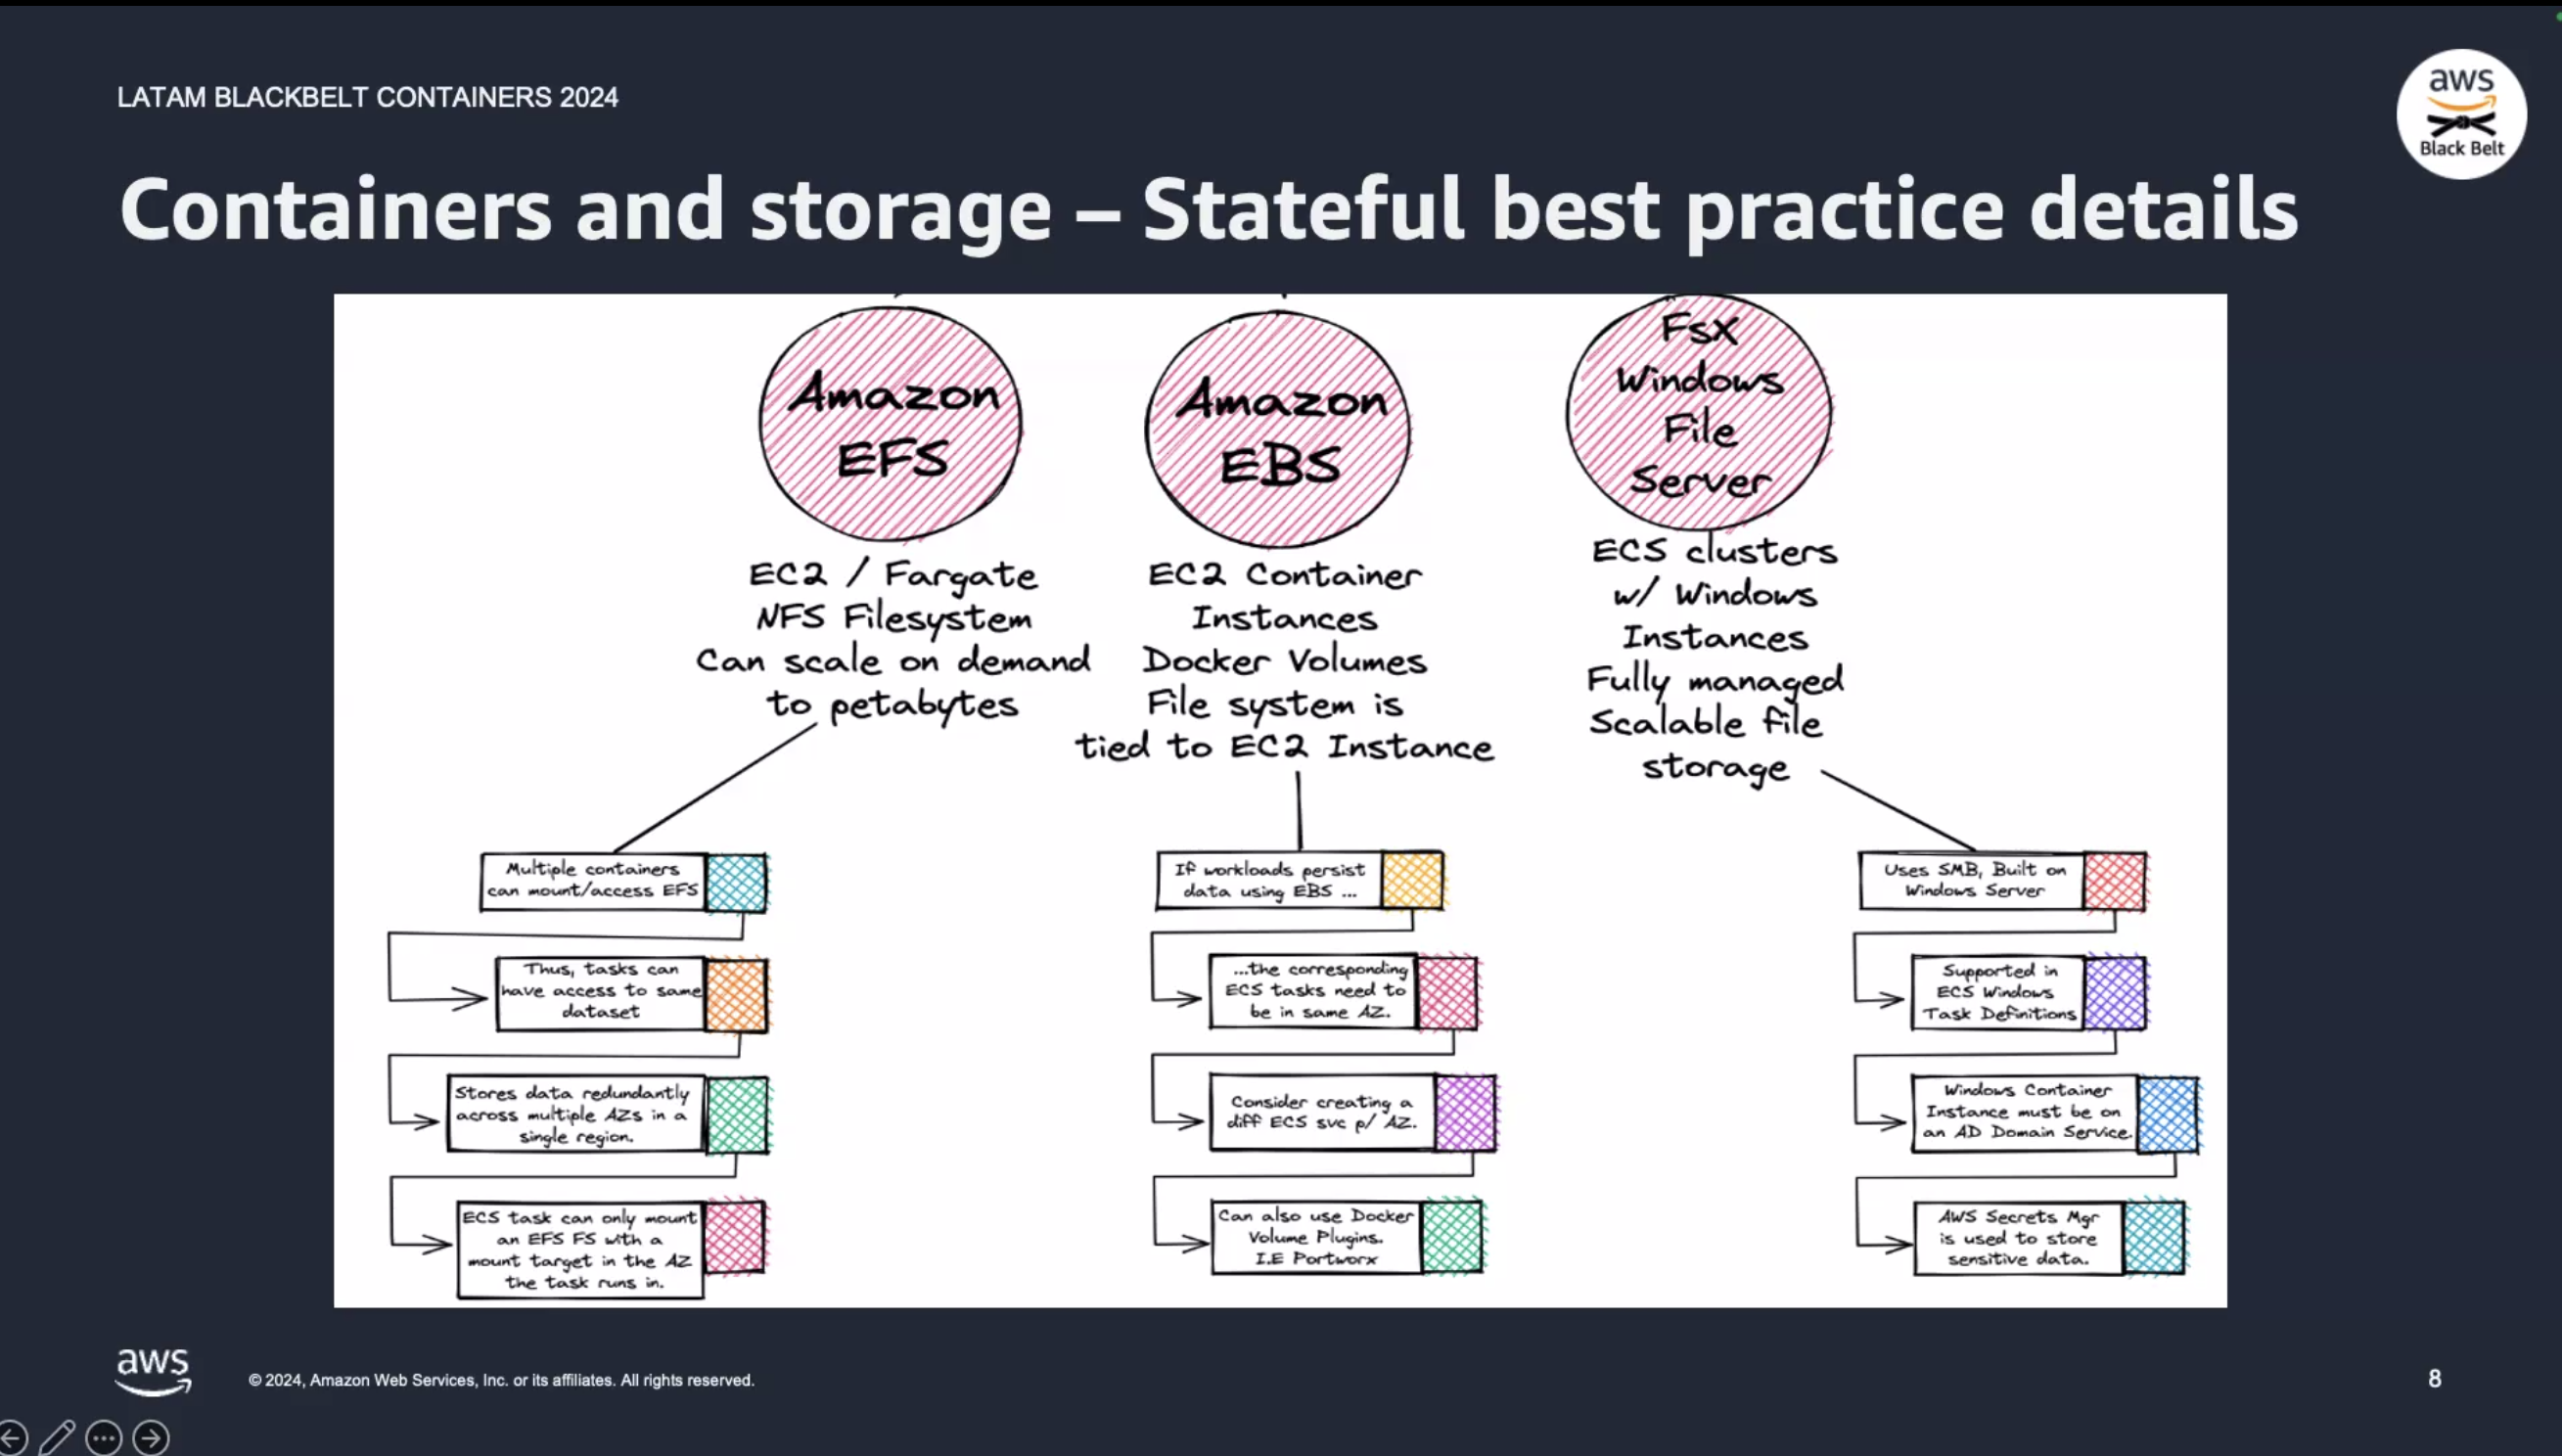 LATAM BLACKBELT CONTAINERS 2024
aws
Black Belt
Containers and storage – Stateful best practice details
Amazon
EFS
EC2 / Fargate
NFS Filesystem
Can scale on demand
to petabytes
Multiple containers
can mount/access EFS
Thus, tasks can
have access to same
dataset
Stores data redundantly
across multiple AZs in a
single region.
ECS task can only mount
an EFS FS with a
mount target in the AZ
the task runs in.
Amazon
EBS
EC2 Container
Instances
Docker Volumes
File system is
tied to EC2 Instance
If workloads persist
data using EBS ...
...the corresponding
ECS tasks need to
be in same AZ.
Consider creating a
diff ECS svc p/ AZ.
Can also use Docker
Volume Plugins.
I.E Portworx
FsX
Windows
File
Server
ECS clusters
w/ Windows
Instances
Fully managed
Scalable file
storage
Uses SMB, Built on
Windows Server
Supported in
ECS Windows
Task Definitions
Windows Container
Instance must be on
an AD Domain Service.
AWS Secrets Mgr
is used to store
sensitive data.
aws
© 2024, Amazon Web Services, Inc. or its affiliates. All rights reserved.
8